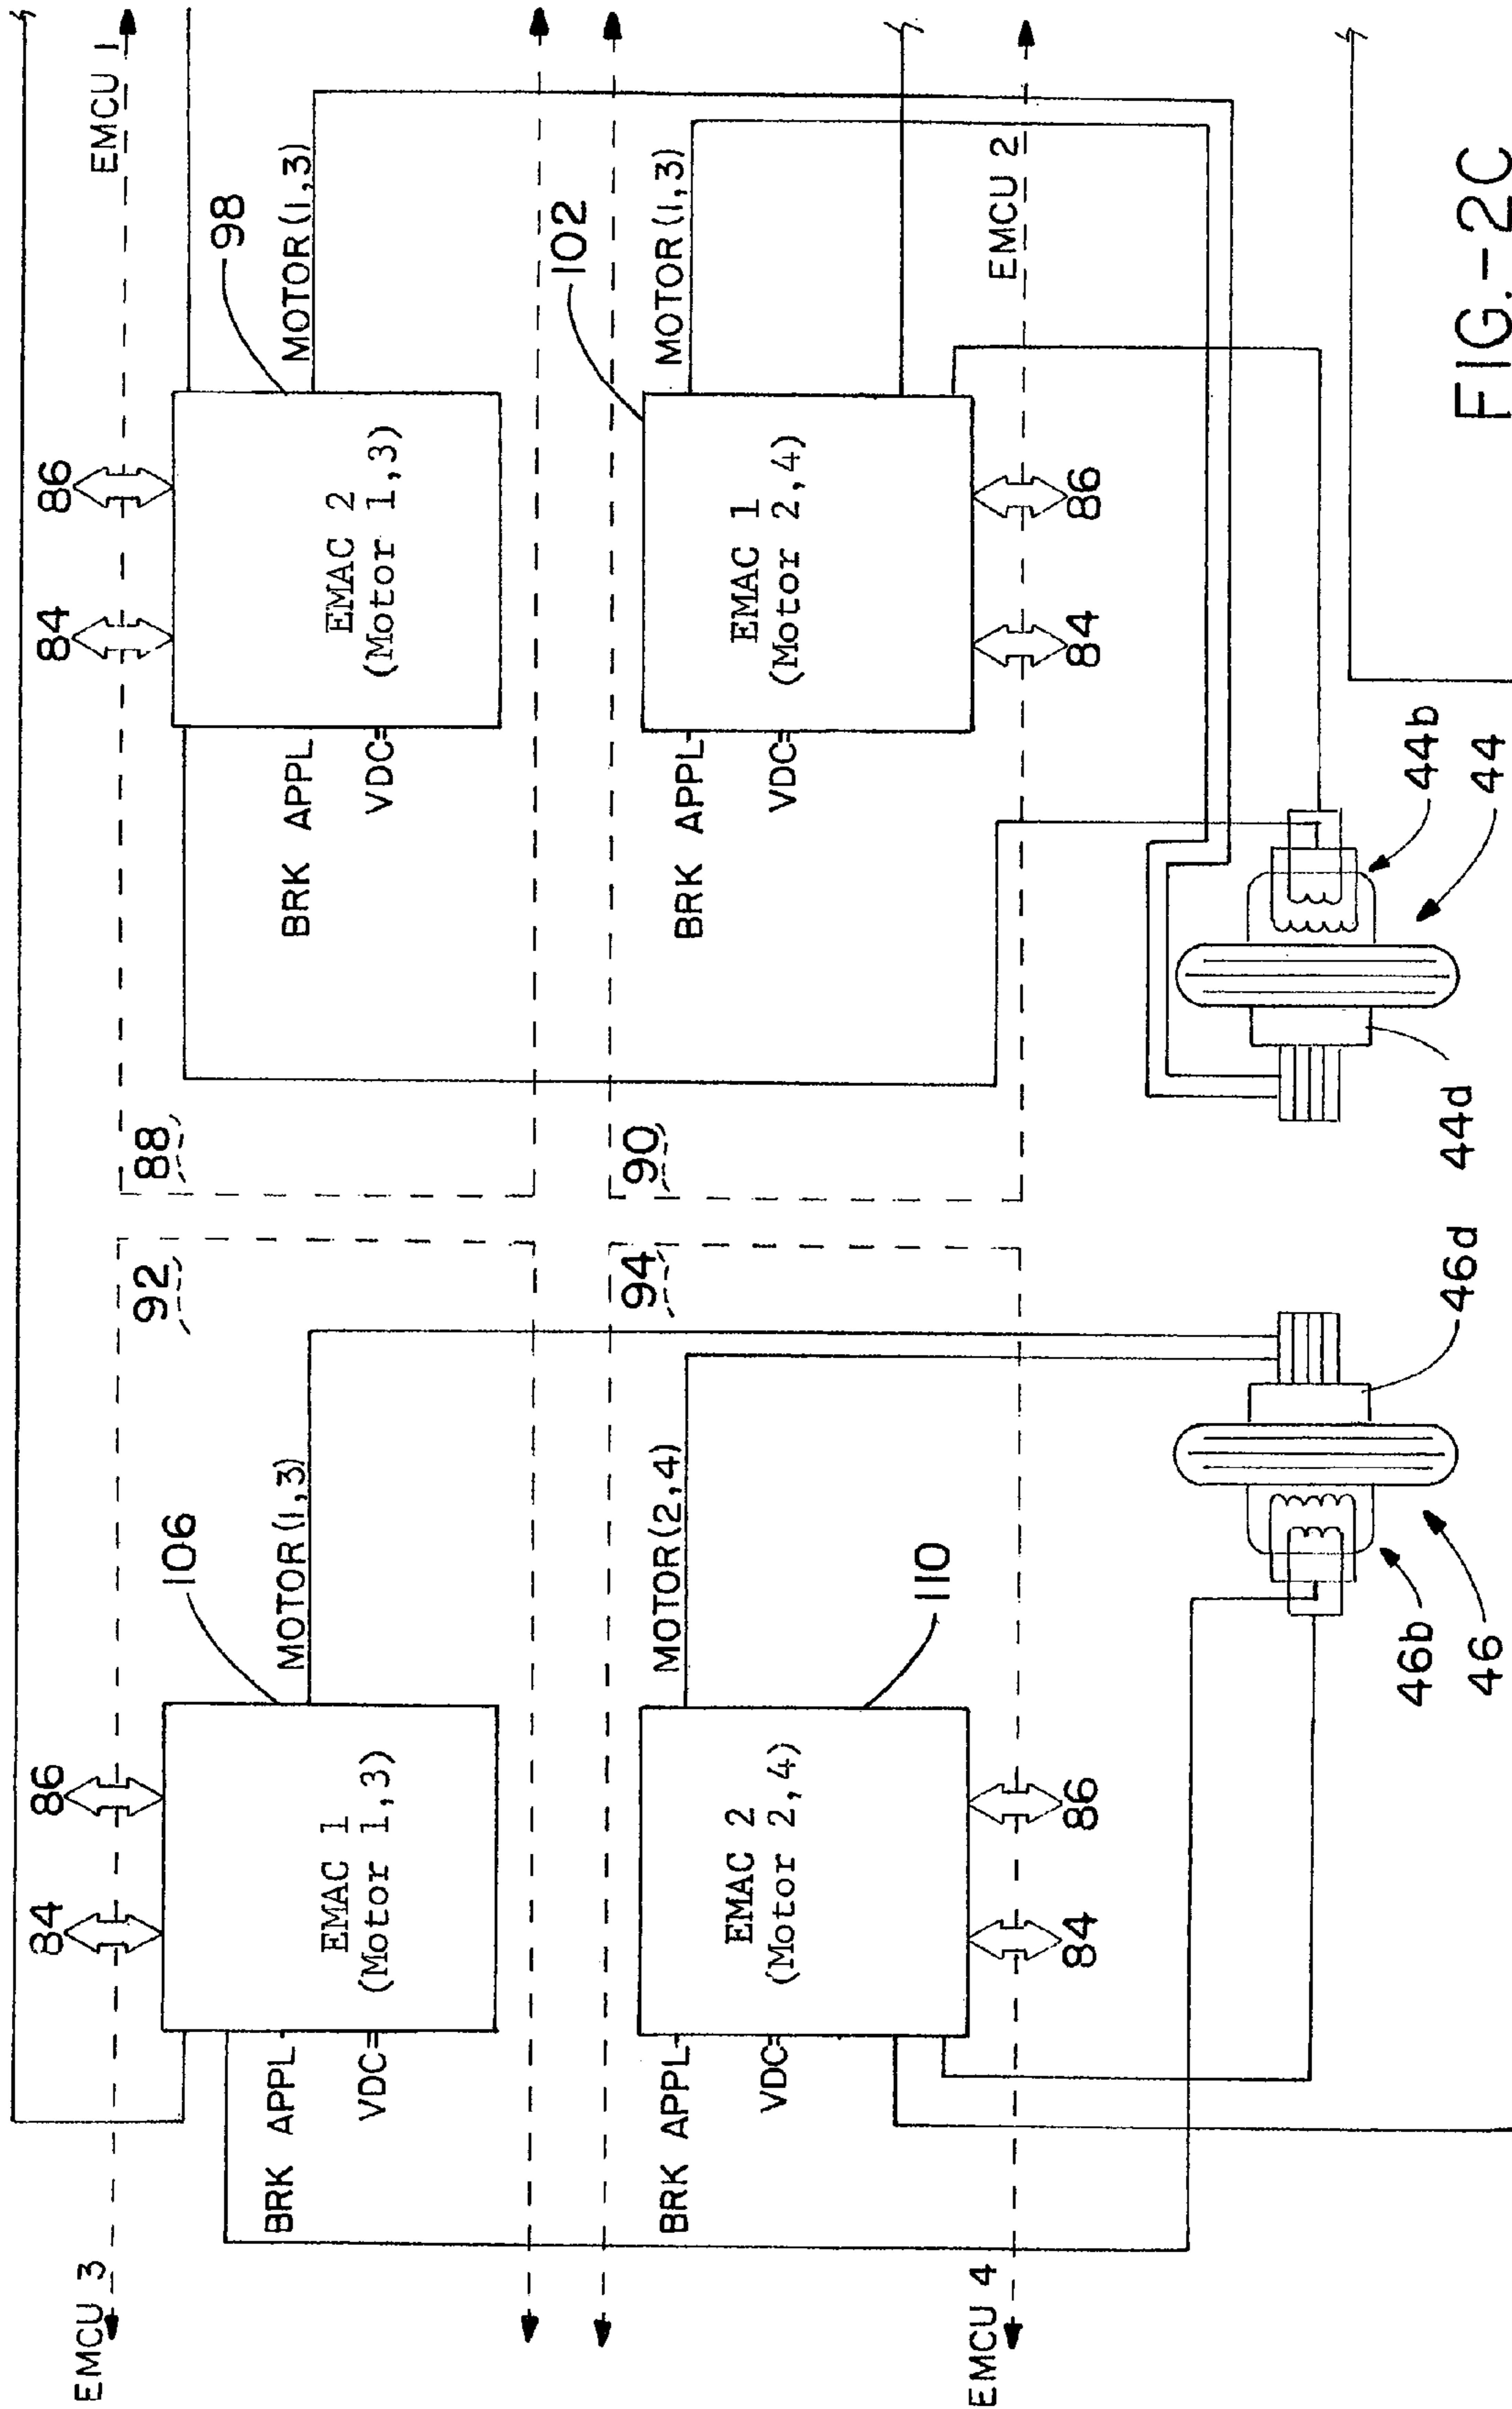 EMCU 3
EMCU 1
84
86
84
86
92
88
106
98
EMAC 1
(Motor 1,3)
MOTOR(1,3)
BRK APPL
VDC
EMAC 2
(Motor 1,3)
MOTOR(1,3)
BRK APPL
VDC
94
90
110
102
EMAC 2
(Motor 2,4)
MOTOR(2,4)
BRK APPL
VDC
EMAC 1
(Motor 2,4)
MOTOR(1,3)
BRK APPL
VDC
84
86
84
86
EMCU 4
EMCU 2
46b
46
46d
44d
44b
44
FIG.-2C